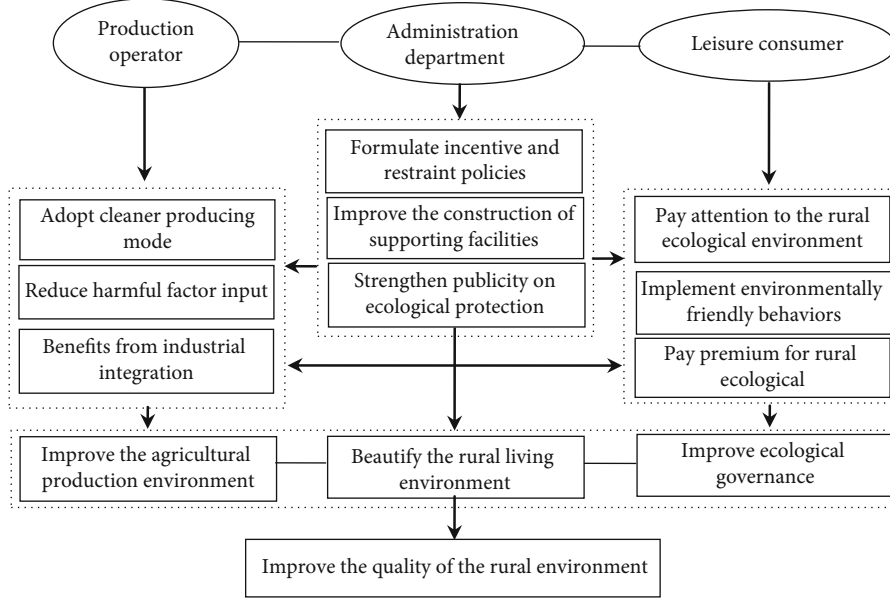 Production
operator
Administration
department
Leisure consumer
Formulate incentive and
restraint policies
Improve the construction of
supporting facilities
Strengthen publicity on
ecological protection
Adopt cleaner producing
mode
Reduce harmful factor input
Benefits from industrial
integration
Pay attention to the rural
ecological environment
Implement environmentally
friendly behaviors
Pay premium for rural
ecological
Improve the agricultural
production environment
Beautify the rural living
environment
Improve ecological
governance
Improve the quality of the rural environment